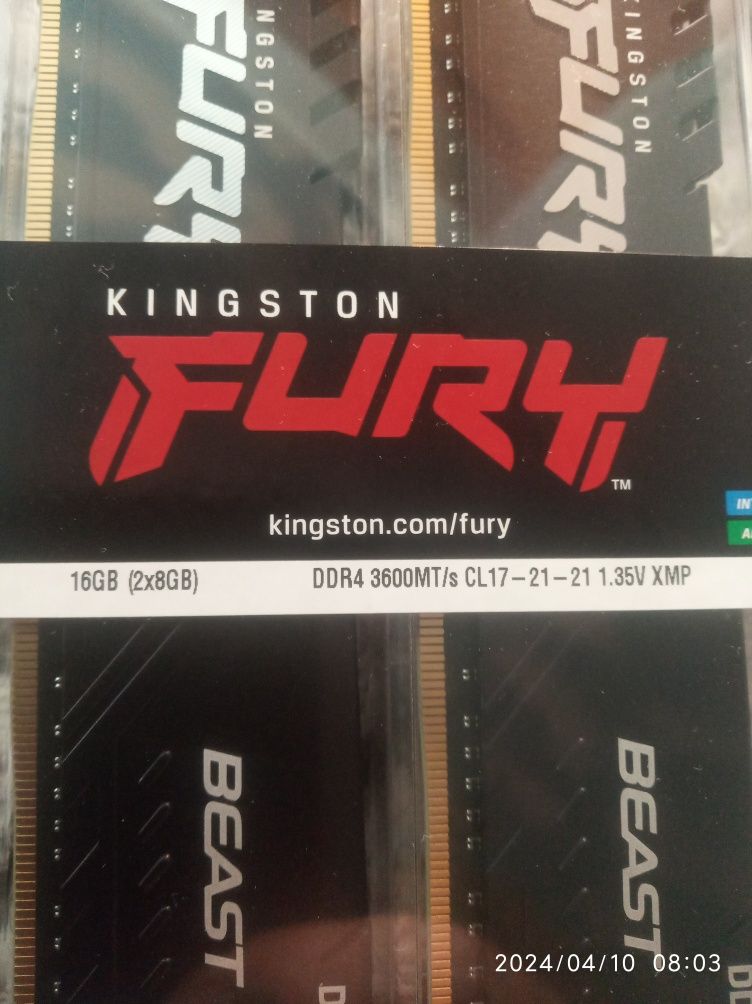 KINGSTON
FURY
KINGSTON
FURY
KINGSTON
FURY
TM
kingston.com/fury
16GB (2x8GB)
DDR4 3600MT/s CL17-21-21 1.35V XMP
BEAST
BEAST
2024/04/10 08:03